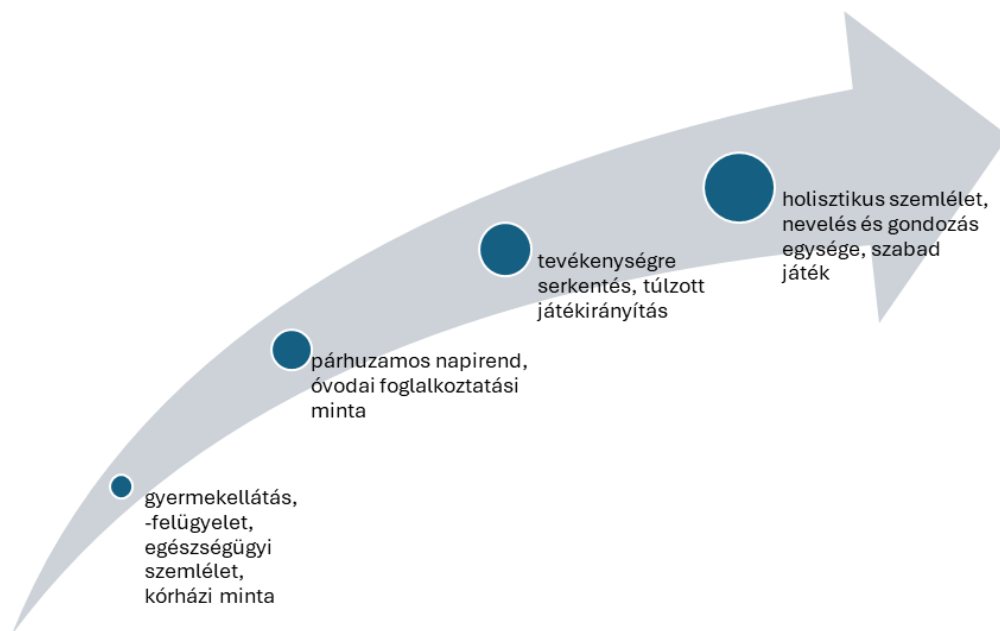 holisztikus szemlélet,
nevelés és gondozás
egysége, szabad
játék
tevékenységre
serkentés, túlzott
játékirányítás
párhuzamos napirend,
óvodai foglalkoztatási
minta
gyermekellátás,
-felügyelet,
egészségügyi
szemlélet,
kórházi minta